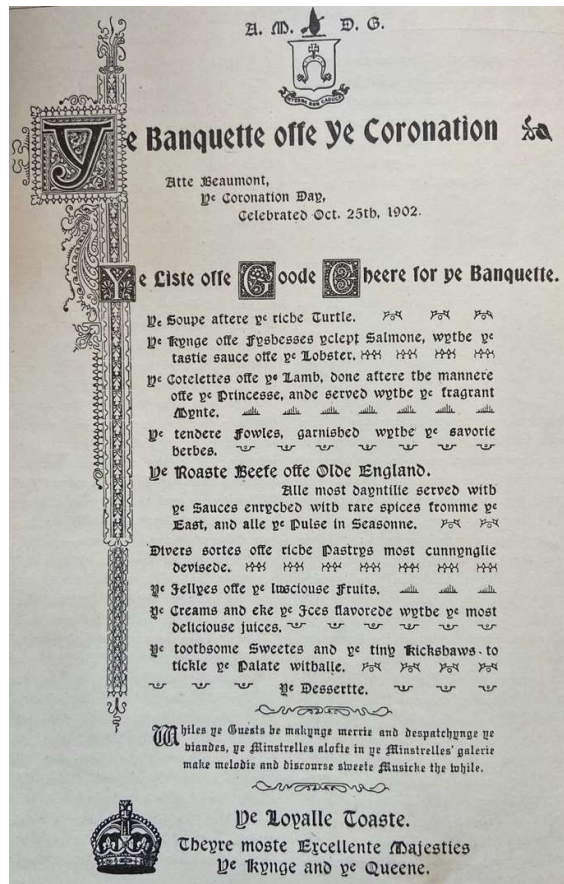 A. M. D. G.
ÆTERNA NON CADUCA
Ye Banquette offe Ye Coronation
Atte Beaumont,
Ye Coronation Day,
Celebrated Oct. 25th, 1902.
Ye Liste offe Goode Cheere for ye Banquette.
Ye Soupe aftere ye riche Turtle.
Ye Kynge offe Fyshesses yclept Salmone, wythe ye
tastie sauce offe ye Lobster.
Ye Cotelettes offe ye Lamb, done aftere the mannere
offe ye Princesse, ande served wythe ye fragrant
Mynte.
Ye tendere Fowles, garnished wythe ye savorie
herbes.
Ye Roaste Beefe offe Olde England.
Alle most dayntilie served with
ye Sauces enryched with rare spices fromme ye
East, and alle ye Pulse in Seasonne.
Divers sortes offe riche Pastrys most cunnynglie
devisede.
Ye Jellyes offe ye lusciouse Fruits.
Ye Creams and eke ye Ices flavorede wythe ye most
deliciouse juices.
Ye toothsome Sweetes and ye tiny Kickshaws to
tickle ye Palate withalle.
Ye Dessertte.
Whiles ye Guests be makynge merrie and despatchynge ye
viandes, ye Minstrelles alofte in ye Minstrelles' galerie
make melodie and discourse sweete Musicke the while.
Ye Loyalle Toaste.
Theyre moste Excellente Majesties
Ye Kynge and ye Queene.